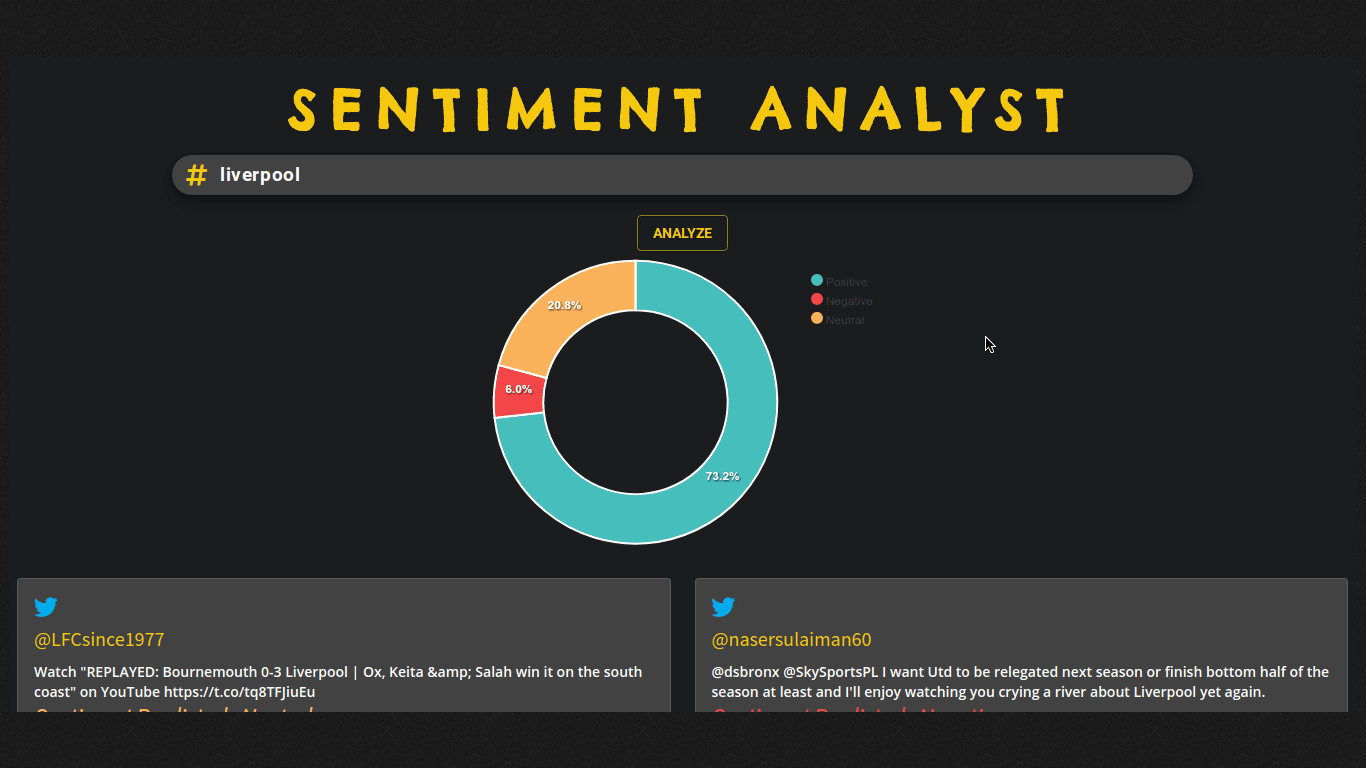 SENTIMENT ANALYST
# liverpool
ANALYZE
Positive
Negative
Neutral
20.8%
6.0%
73.2%
@LFCsince1977
Watch "REPLAYED: Bournemouth 0-3 Liverpool | Ox, Keita &amp; Salah win it on the south
coast" on YouTube https://t.co/tq8TFJiuEu
@nasersulaiman60
@dsbronx @SkySportsPL I want Utd to be relegated next season or finish bottom half of the
season at least and I'll enjoy watching you crying a river about Liverpool yet again.